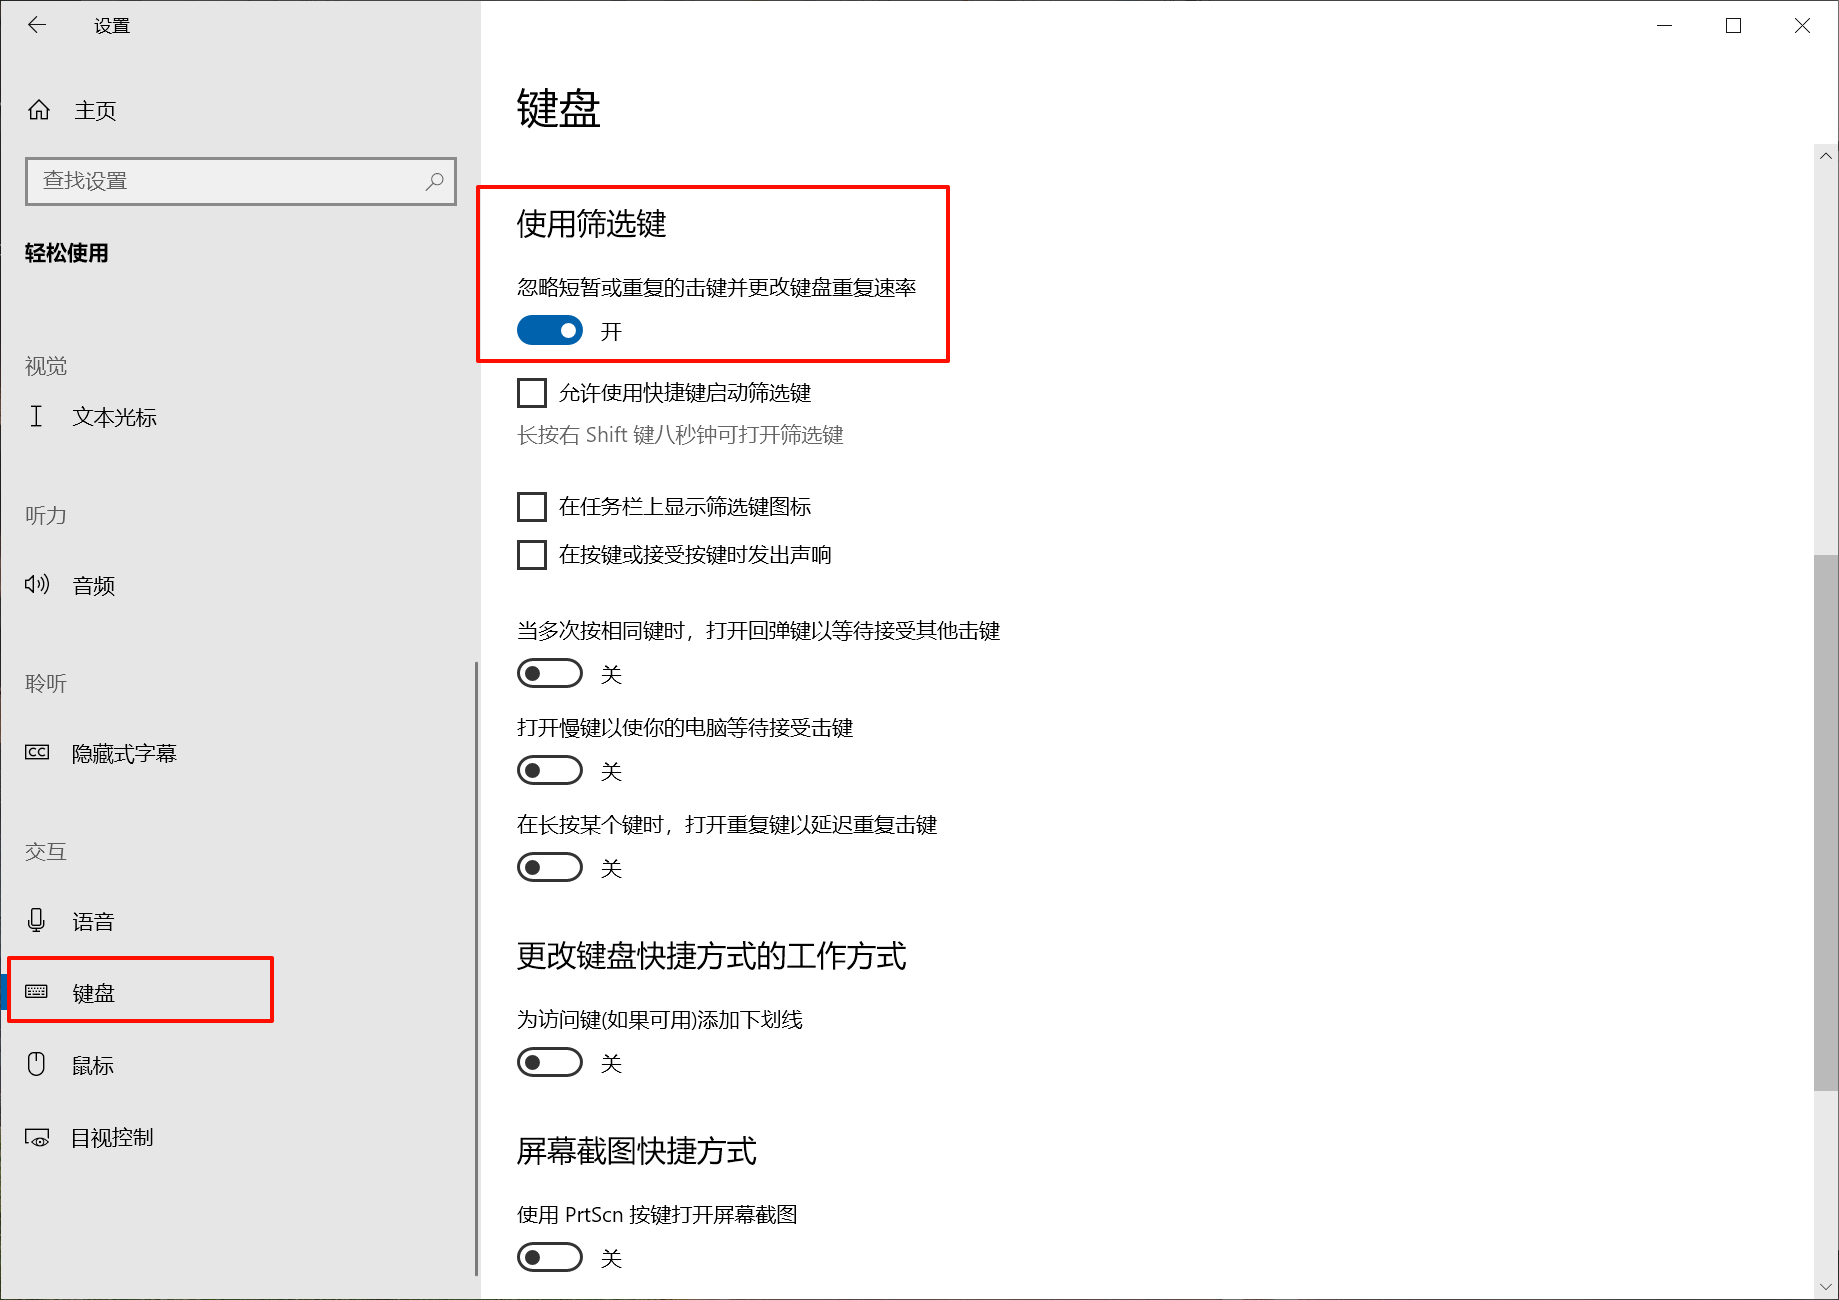 设置
主页
查找设置
轻松使用
视觉
文本光标
听力
音频
聆听
CC 隐藏式字幕
交互
语音
键盘
鼠标
目视控制
键盘
使用筛选键
忽略短暂或重复的击键并更改键盘重复速率
开
允许使用快捷键启动筛选键
长按右 Shift 键八秒钟可打开筛选键
在任务栏上显示筛选键图标
在按键或接受按键时发出声响
当多次按相同键时，打开回弹键以等待接受其他击键
关
打开慢键以使你的电脑等待接受击键
关
在长按某个键时，打开重复键以延迟重复击键
关
更改键盘快捷方式的工作方式
为访问键(如果可用)添加下划线
关
屏幕截图快捷方式
使用 PrtScn 按键打开屏幕截图
关